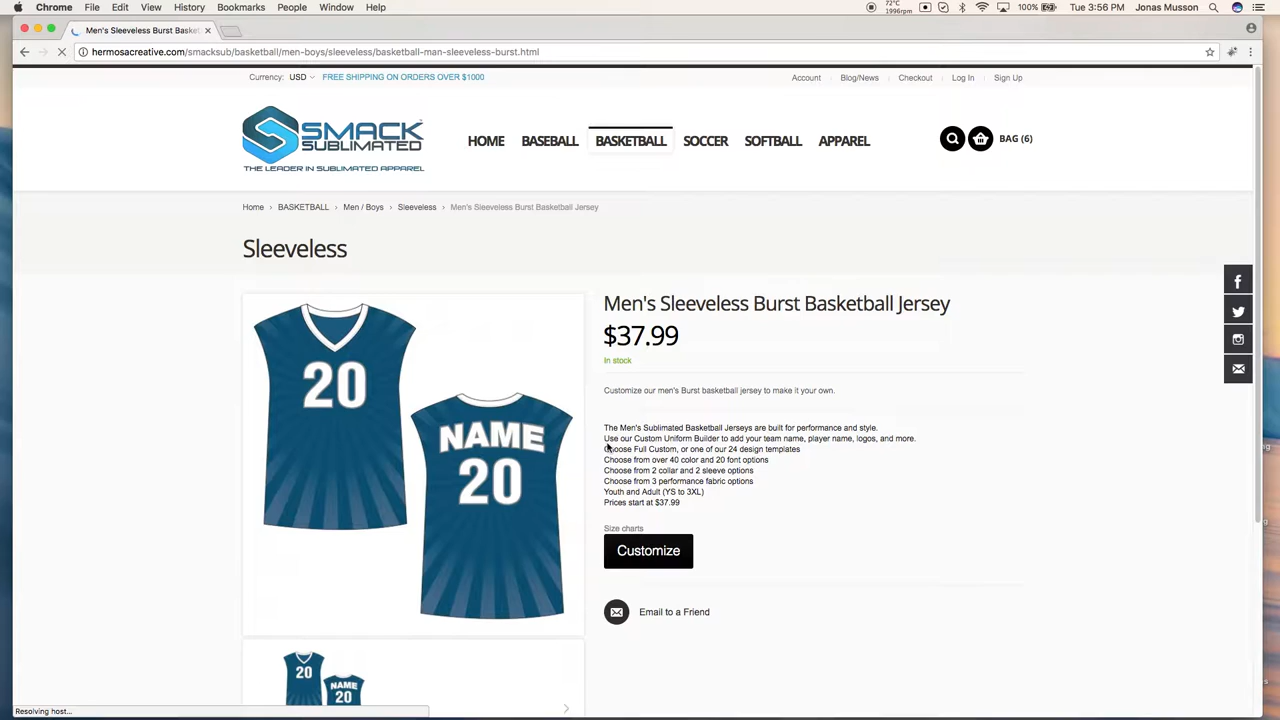 Chrome File Edit View History Bookmarks People Window Help 72°C 1996rpm 100% Tue 3:56 PM Jonas Musson
Men's Sleeveless Burst Basket
hermosacreative.com/smacksub/basketball/men-boys/sleeveless/basketball-man-sleeveless-burst.html
Currency: USD FREE SHIPPING ON ORDERS OVER $1000 Account Blog/News Checkout Log In Sign Up
SMACK
SUBLIMATED
THE LEADER IN SUBLIMATED APPAREL
HOME BASEBALL BASKETBALL SOCCER SOFTBALL APPAREL BAG (6)
Home › BASKETBALL › Men / Boys › Sleeveless › Men's Sleeveless Burst Basketball Jersey
Sleeveless
20
NAME
20
Men's Sleeveless Burst Basketball Jersey
$37.99
In stock
Customize our men's Burst basketball jersey to make it your own.
The Men's Sublimated Basketball Jerseys are built for performance and style.
Use our Custom Uniform Builder to add your team name, player name, logos, and more.
Choose Full Custom, or one of our 24 design templates
Choose from over 40 color and 20 font options
Choose from 2 collar and 2 sleeve options
Choose from 3 performance fabric options
Youth and Adult (YS to 3XL)
Prices start at $37.99
Size charts
Customize
Email to a Friend
20
NAME
20
Resolving host...